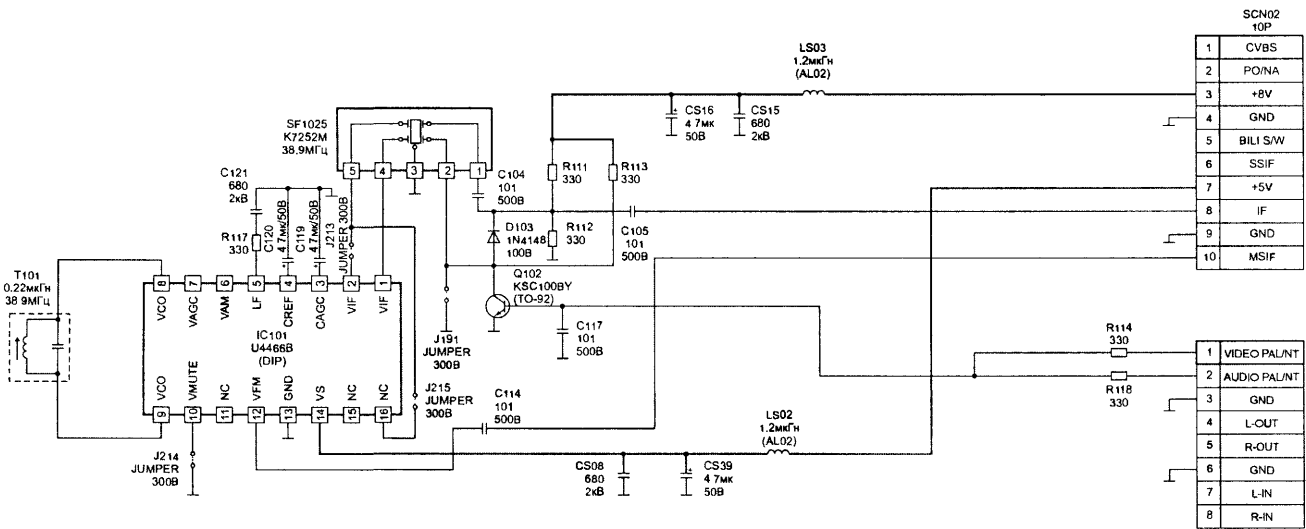 SCN02
10P
1 CVBS
2 PO/NA
3 +8V
4 GND
5 BILI S/W
6 SSIF
7 +5V
8 IF
9 GND
10 MSIF
LS03
1.2мкГн
(AL02)
CS16
4 7мк
50В
CS15
680
2кВ
SF1025
K7252M
38,9МГц
5 4 3 2 1
C104
101
500В
R111
330
R113
330
C121
680
2кВ
R117
330
C120
4 7мк/50В
C119
4 7мк/50В
J213
JUMPER 300В
D103
1N4148
100В
R112
330
C105
101
500В
Q102
KSC100BY
(TO-92)
T101
0.22мкГн
38 9МГц
8 7 6 5 4 3 2 1
VCO VAGC VAM LF CREF CAGC VIF VIF
IC101
U4466B
(DIP)
VCO VMUTE NC VFM GND VS NC NC
9 10 11 12 13 14 15 16
J191
JUMPER
300В
C117
101
500В
J215
JUMPER
300В
C114
101
500В
J214
JUMPER
300В
LS02
1.2мкГн
(AL02)
CS08
680
2кВ
CS39
4 7мк
50В
R114
330
R118
330
1 VIDEO PAL/NT
2 AUDIO PAL/NT
3 GND
4 L-OUT
5 R-OUT
6 GND
7 L-IN
8 R-IN